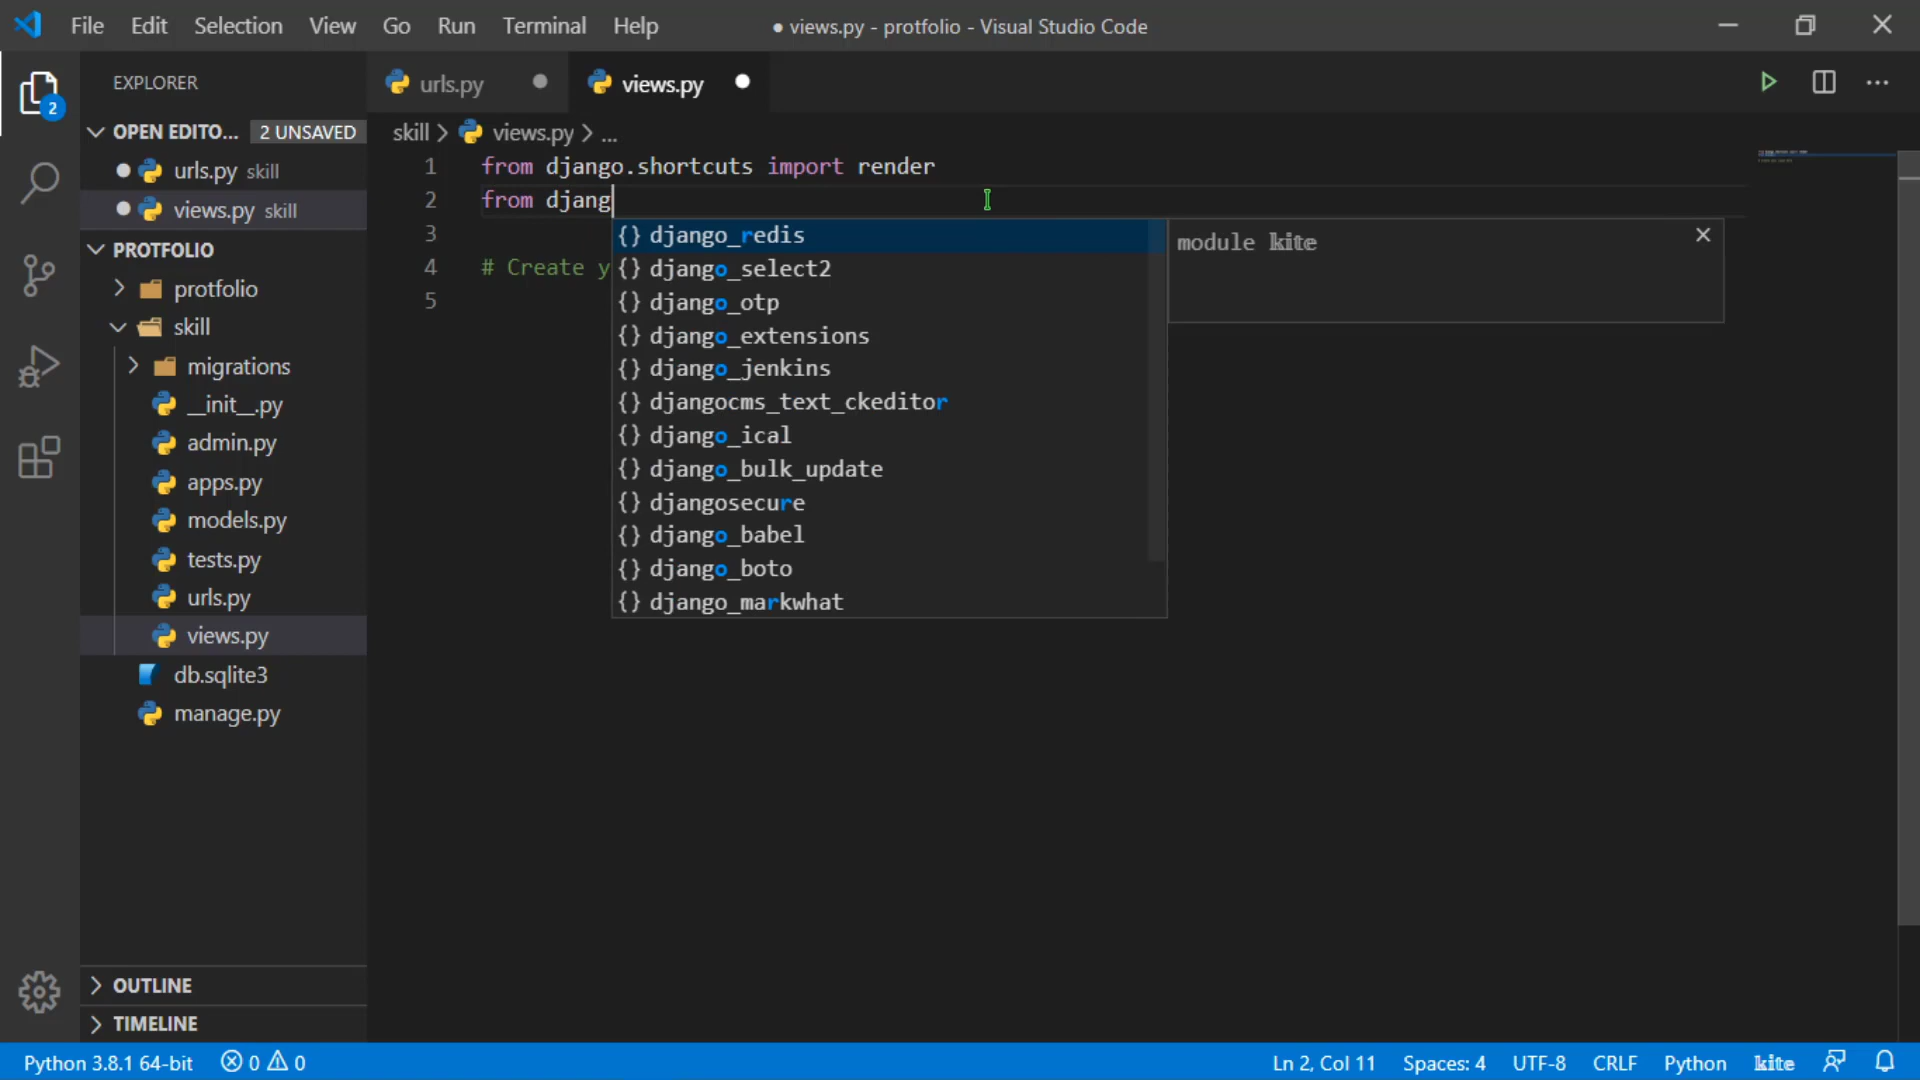 File Edit Selection View Go Run Terminal Help
● views.py - protfolio - Visual Studio Code
EXPLORER
OPEN EDITO... 2 UNSAVED
urls.py skill
views.py skill
PROTFOLIO
protfolio
skill
migrations
__init__.py
admin.py
apps.py
models.py
tests.py
urls.py
views.py
db.sqlite3
manage.py
OUTLINE
TIMELINE
2
urls.py
views.py
skill > views.py > ...
1 from django.shortcuts import render
2 from djang
3
4 # Create y
5
{} django_redis
{} django_select2
{} django_otp
{} django_extensions
{} django_jenkins
{} djangocms_text_ckeditor
{} django_ical
{} django_bulk_update
{} djangosecure
{} django_babel
{} django_boto
{} django_markwhat
module kite
Python 3.8.1 64-bit 0 0
Ln 2, Col 11 Spaces: 4 UTF-8 CRLF Python kite